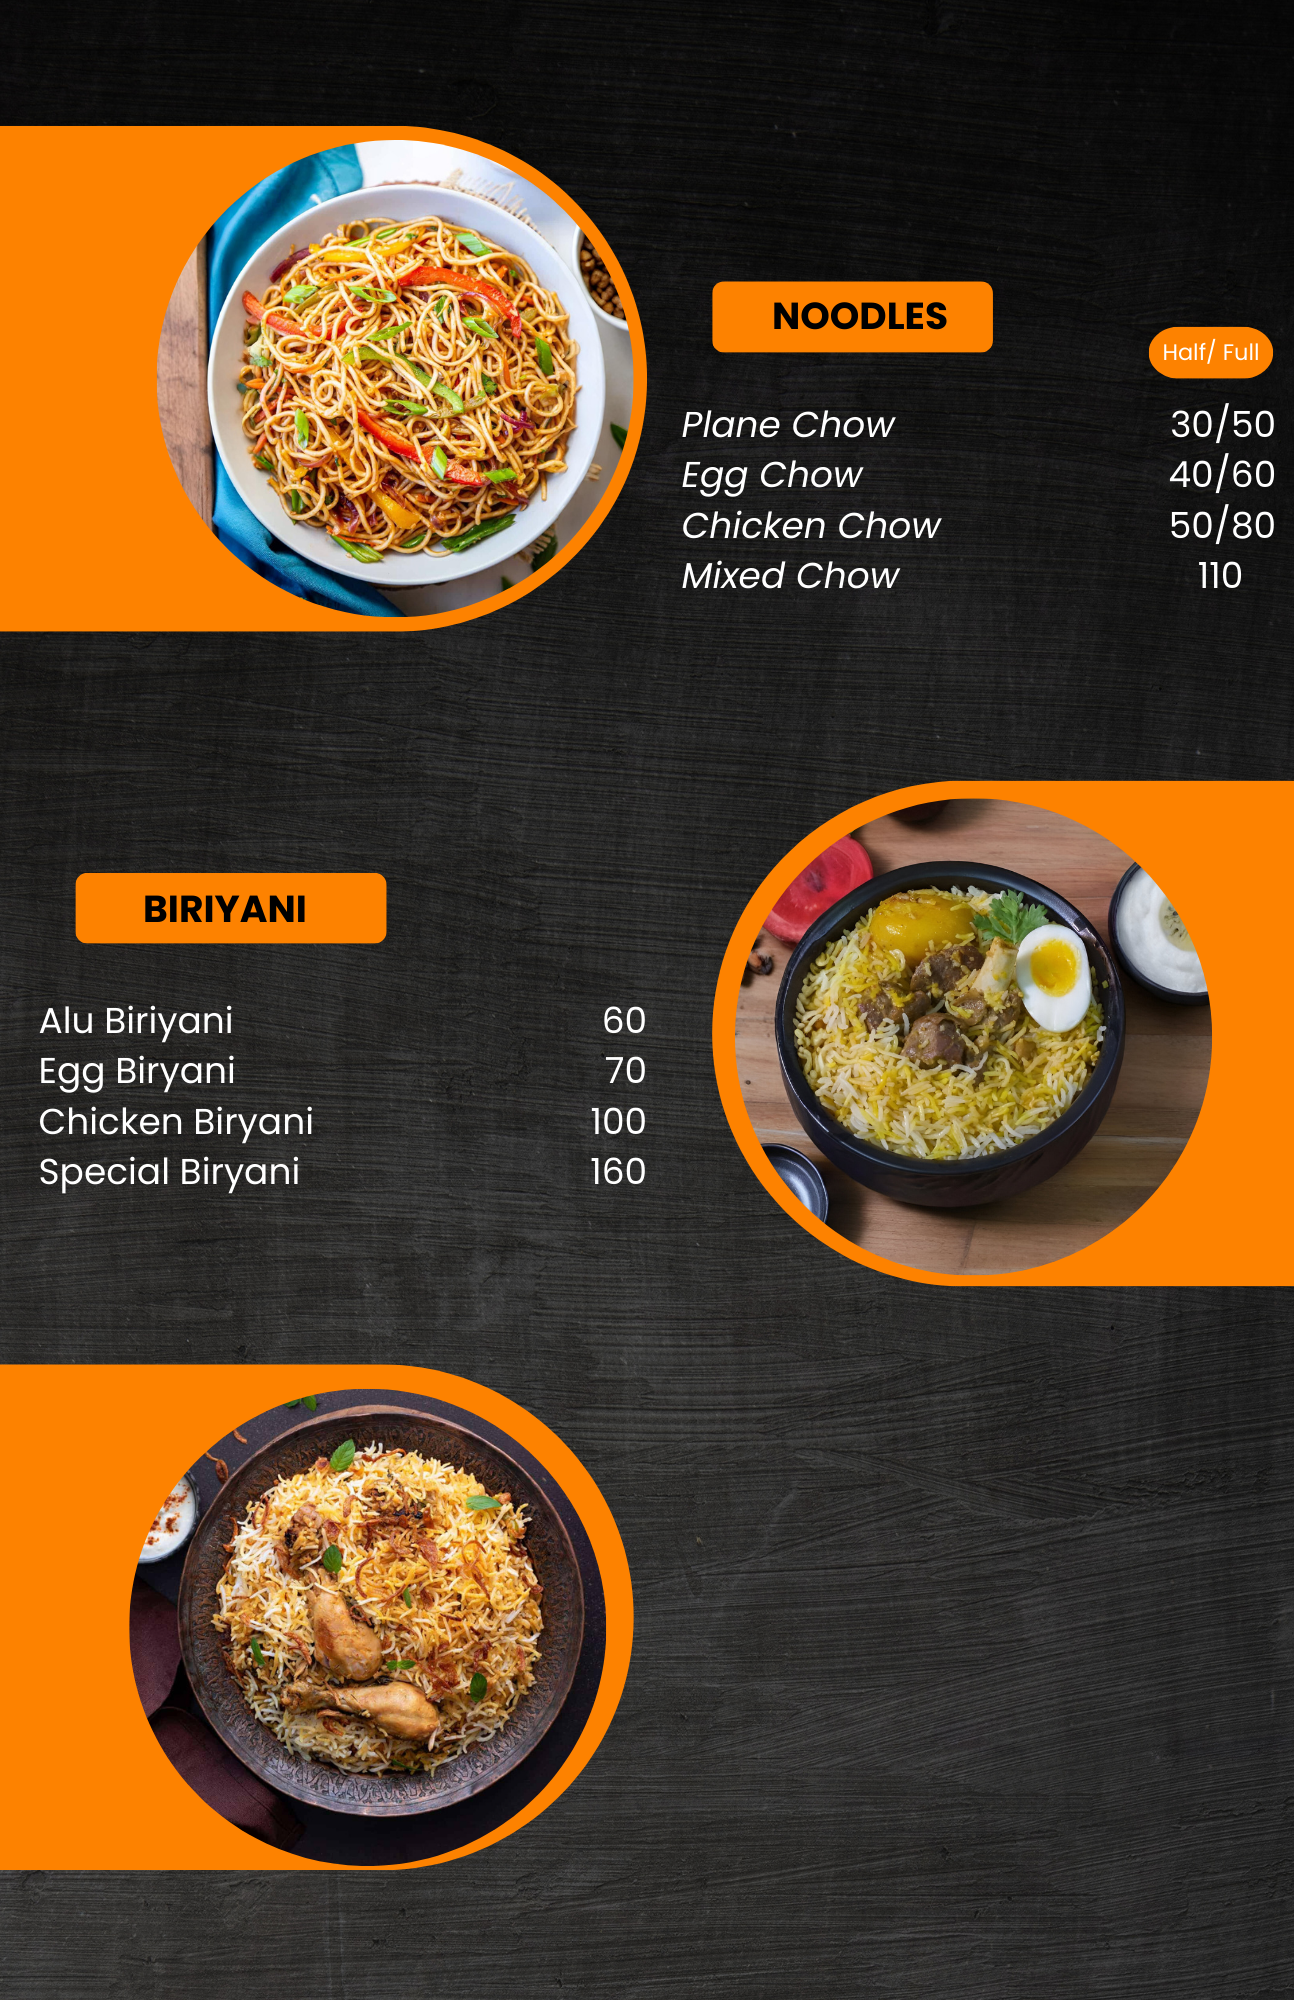 NOODLES
Half/ Full
Plane Chow 30/50
Egg Chow 40/60
Chicken Chow 50/80
Mixed Chow 110
BIRIYANI
Alu Biriyani 60
Egg Biryani 70
Chicken Biryani 100
Special Biryani 160